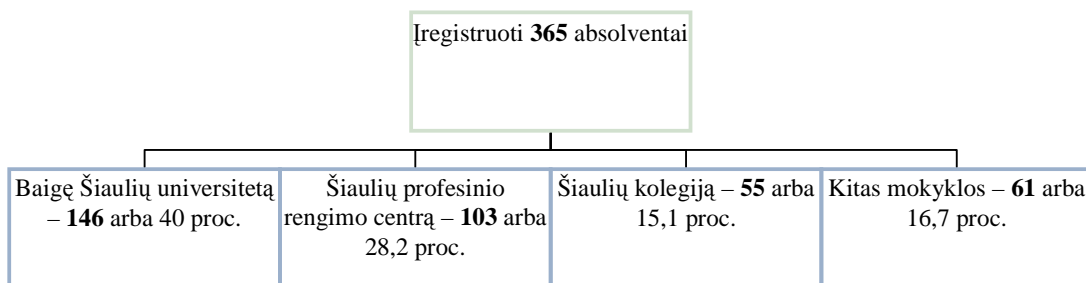 Įregistruoti 365 absolventai
Baigę Šiaulių universitetą
– 146 arba 40 proc.
Šiaulių profesinio
rengimo centrą – 103 arba
28,2 proc.
Šiaulių kolegiją – 55 arba
15,1 proc.
Kitas mokyklos – 61 arba
16,7 proc.